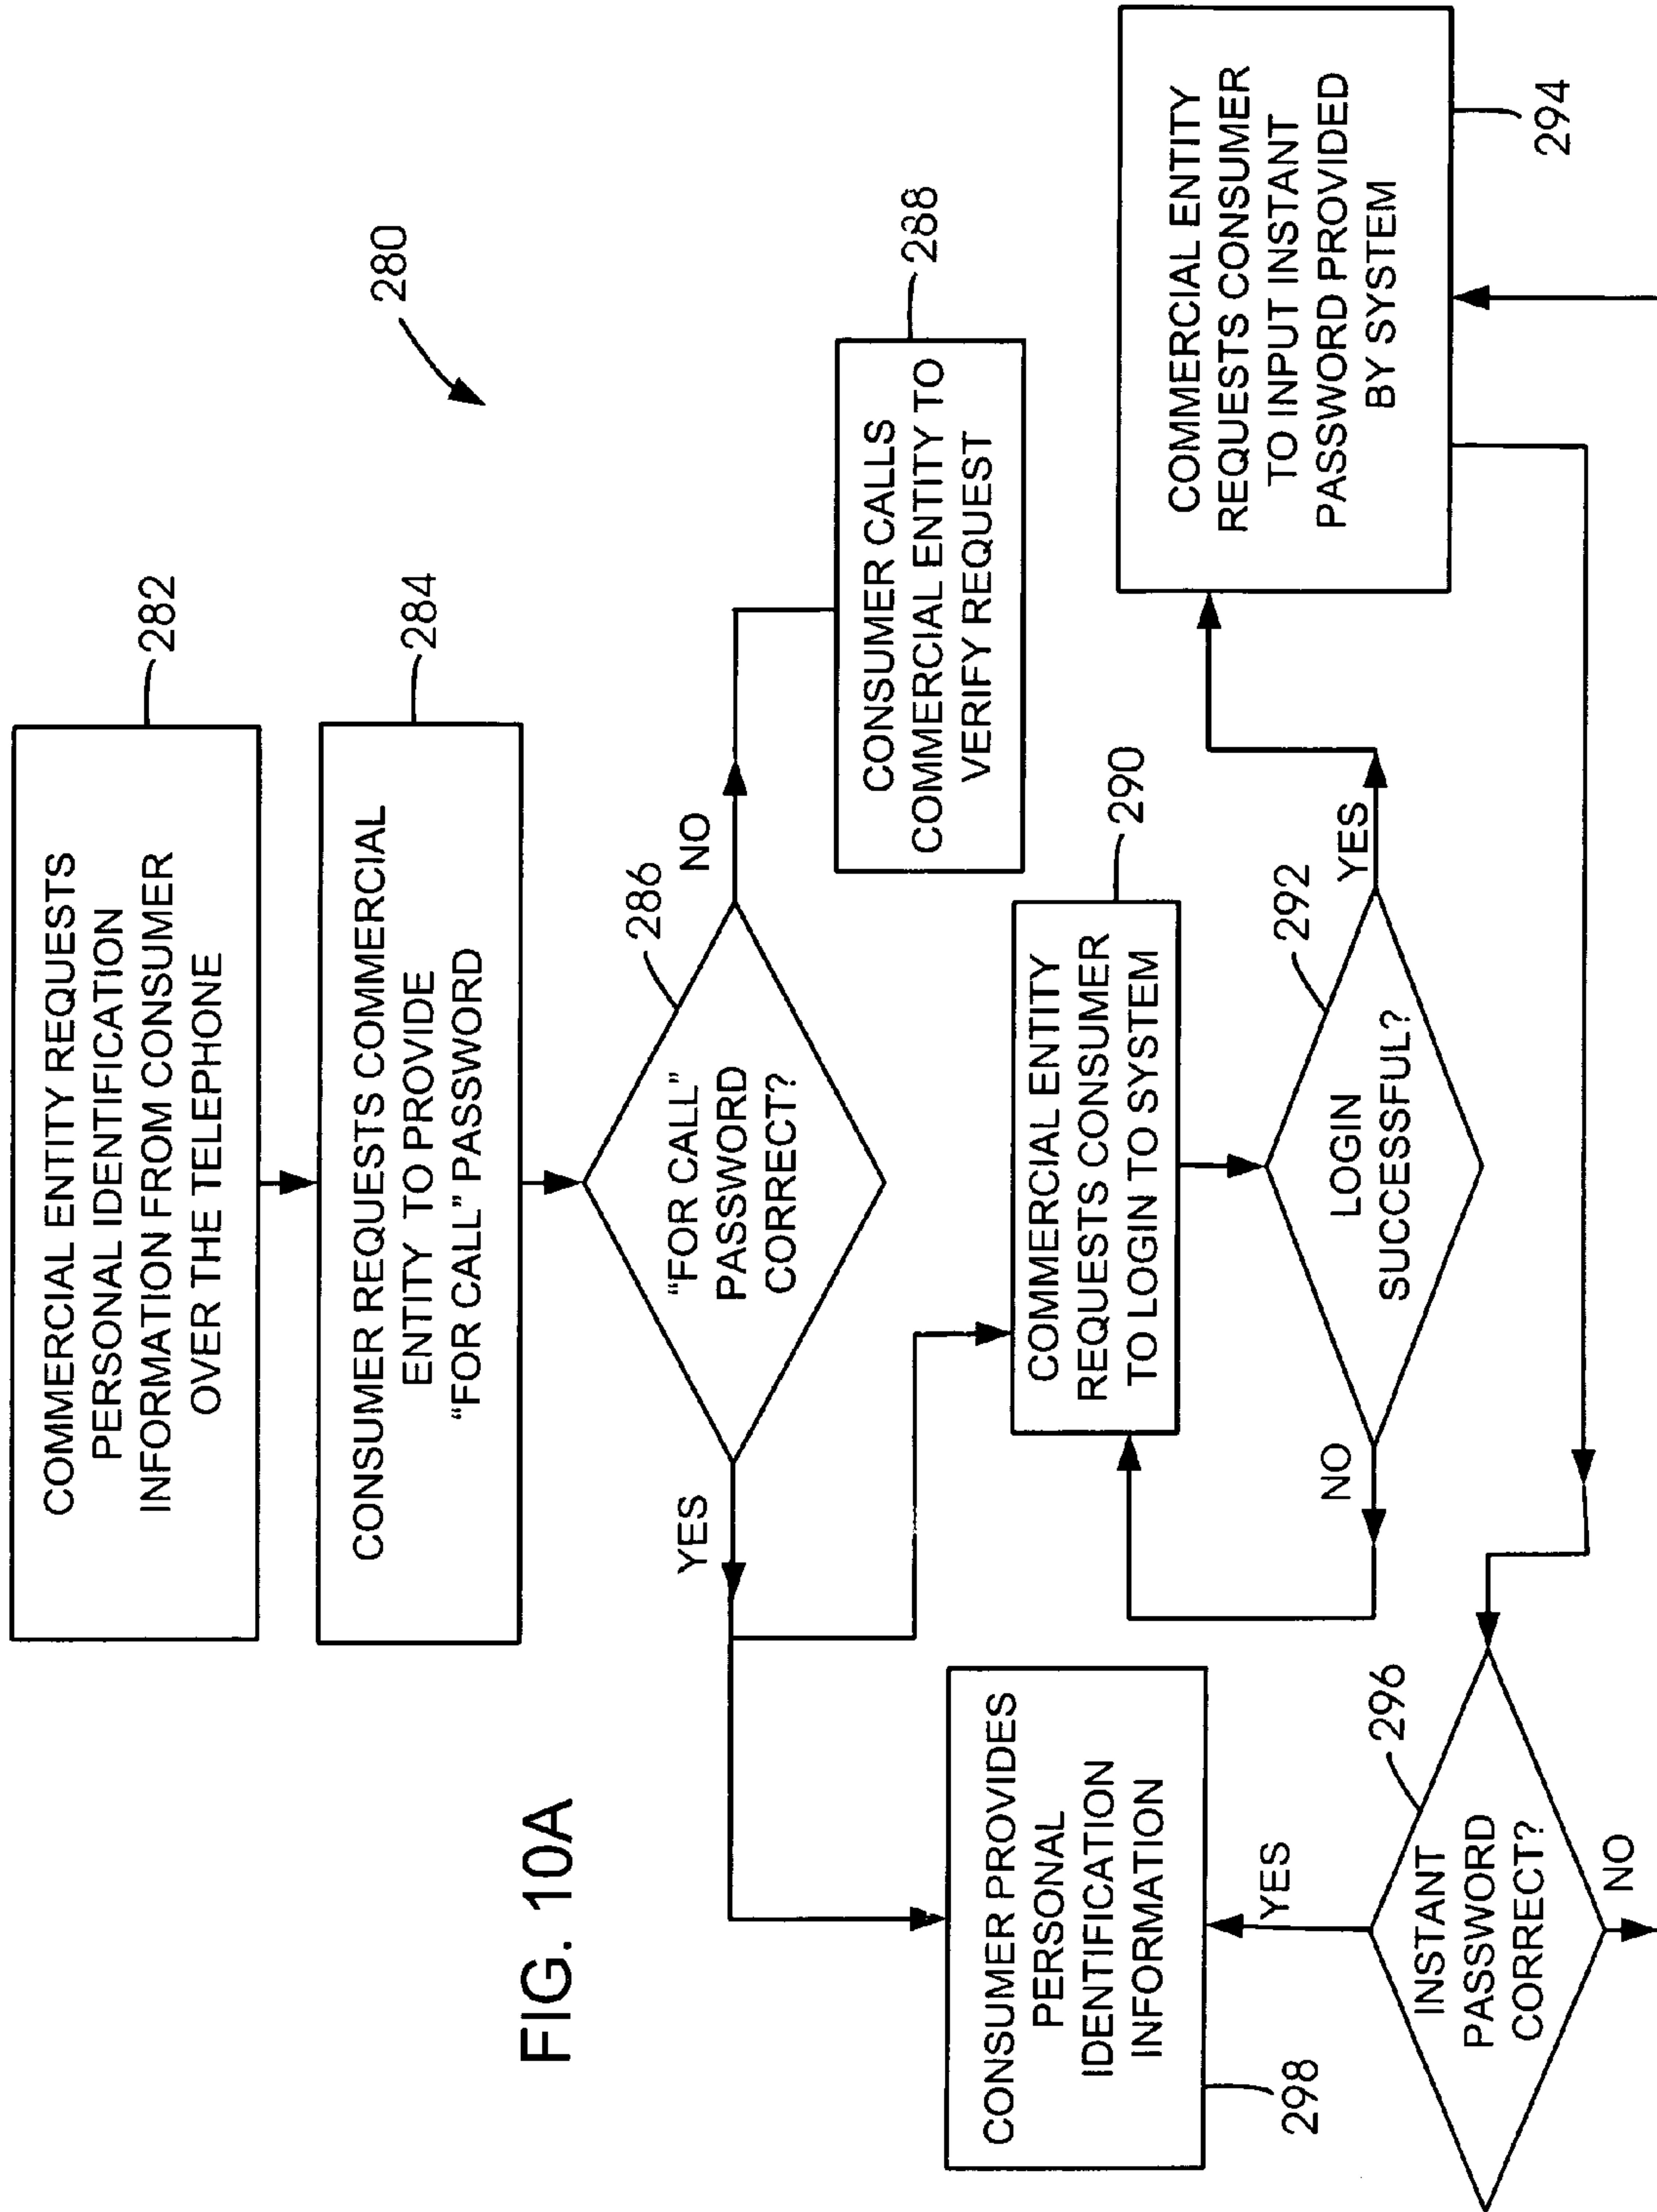 COMMERCIAL ENTITY REQUESTS
PERSONAL IDENTIFICATION
INFORMATION FROM CONSUMER
OVER THE TELEPHONE
282
CONSUMER REQUESTS COMMERCIAL
ENTITY TO PROVIDE
“FOR CALL” PASSWORD
284
280
“FOR CALL”
PASSWORD
CORRECT?
286
YES
NO
CONSUMER CALLS
COMMERCIAL ENTITY TO
VERIFY REQUEST
288
FIG. 10A
COMMERCIAL ENTITY
REQUESTS CONSUMER
TO LOGIN TO SYSTEM
290
LOGIN
SUCCESSFUL?
292
NO
YES
COMMERCIAL ENTITY
REQUESTS CONSUMER
TO INPUT INSTANT
PASSWORD PROVIDED
BY SYSTEM
294
CONSUMER PROVIDES
PERSONAL
IDENTIFICATION
INFORMATION
298
YES
INSTANT
PASSWORD
CORRECT?
296
NO